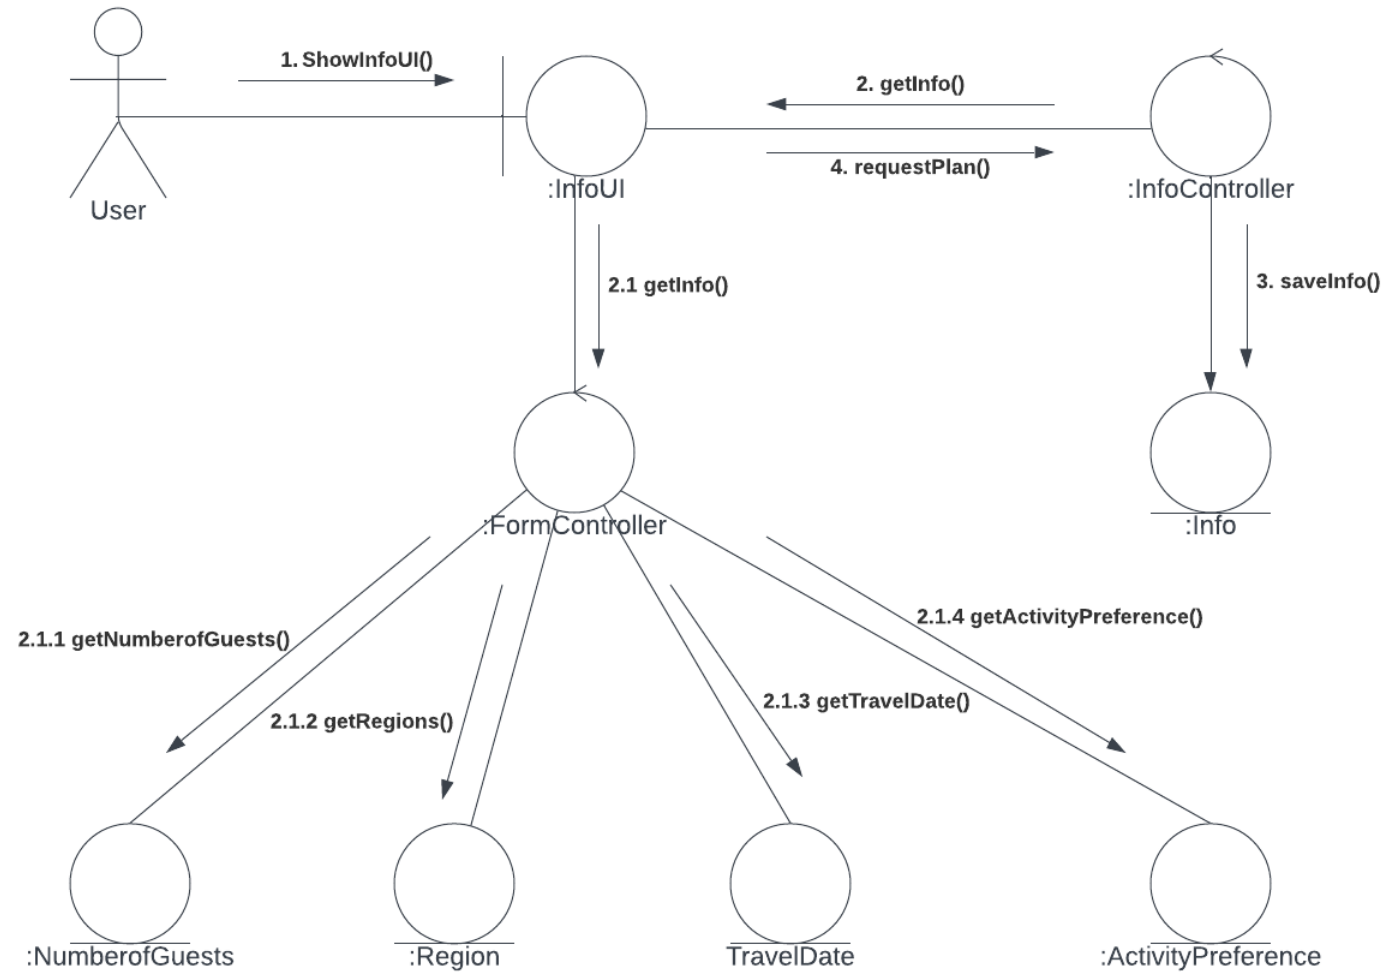 1. ShowInfoUI()
2. getInfo()
4. requestPlan()
:InfoUI
:InfoController
User
2.1 getInfo()
3. saveInfo()
:FormController
:Info
2.1.4 getActivityPreference()
2.1.1 getNumberofGuests()
2.1.3 getTravelDate()
2.1.2 getRegions()
:NumberofGuests
:Region
TravelDate
:ActivityPreference